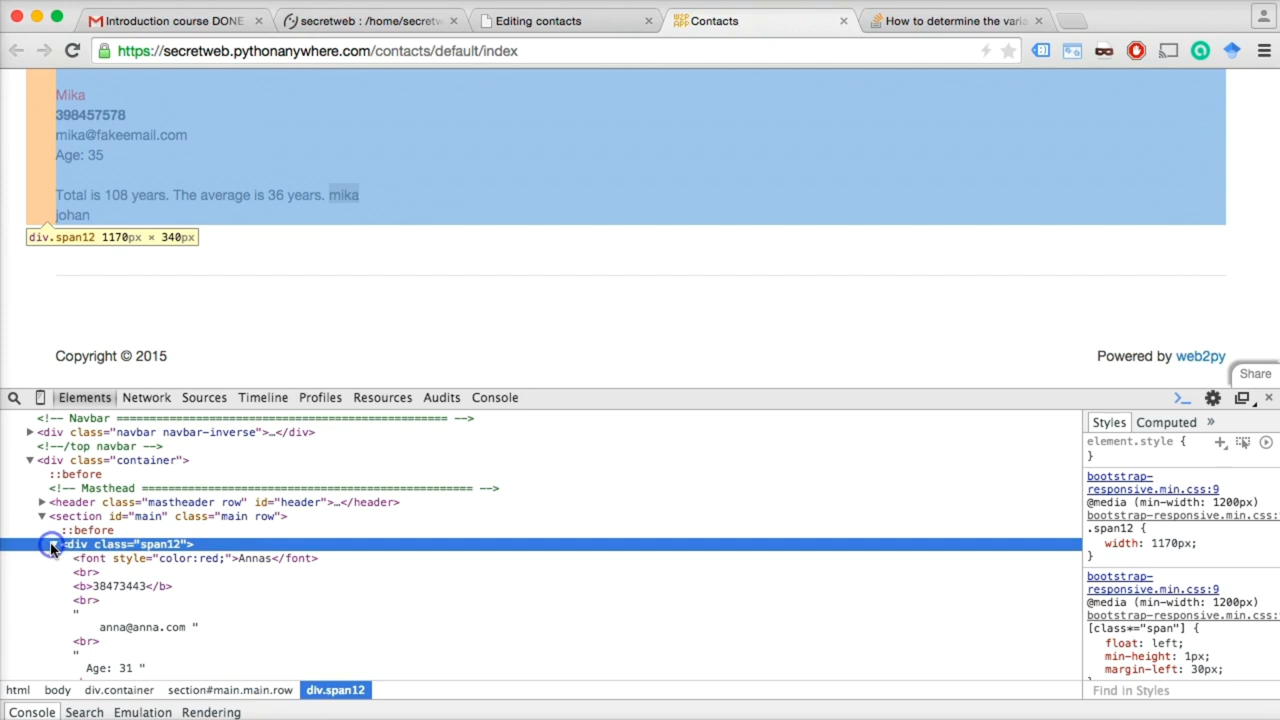 Introduction course DONE
secretweb : /home/secretw
Editing contacts
W2P APP Contacts
How to determine the varia
https://secretweb.pythonanywhere.com/contacts/default/index
Mika
398457578
mika@fakeemail.com
Age: 35
Total is 108 years. The average is 36 years. mika
johan
div.span12 1170px × 340px
Copyright © 2015
Powered by web2py
Share
Elements Network Sources Timeline Profiles Resources Audits Console
<!-- Navbar ================================================== -->
<div class="navbar navbar-inverse">…</div>
<!--/top navbar -->
<div class="container">
::before
<!-- Masthead ================================================== -->
<header class="mastheader row" id="header">…</header>
<section id="main" class="main row">
::before
<div class="span12">
<font style="color:red;">Annas</font>
<br>
<b>38473443</b>
<br>
"
anna@anna.com "
<br>
"
Age: 31 "
html body div.container section#main.main.row div.span12
Console Search Emulation Rendering
Styles Computed »
element.style {
}
bootstrap-
responsive.min.css:9
@media (min-width: 1200px)
bootstrap-responsive.min.css:
.span12 {
width: 1170px;
}
bootstrap-
responsive.min.css:9
@media (min-width: 1200px)
bootstrap-responsive.min.css:
[class*="span"] {
float: left;
min-height: 1px;
margin-left: 30px;
Find in Styles